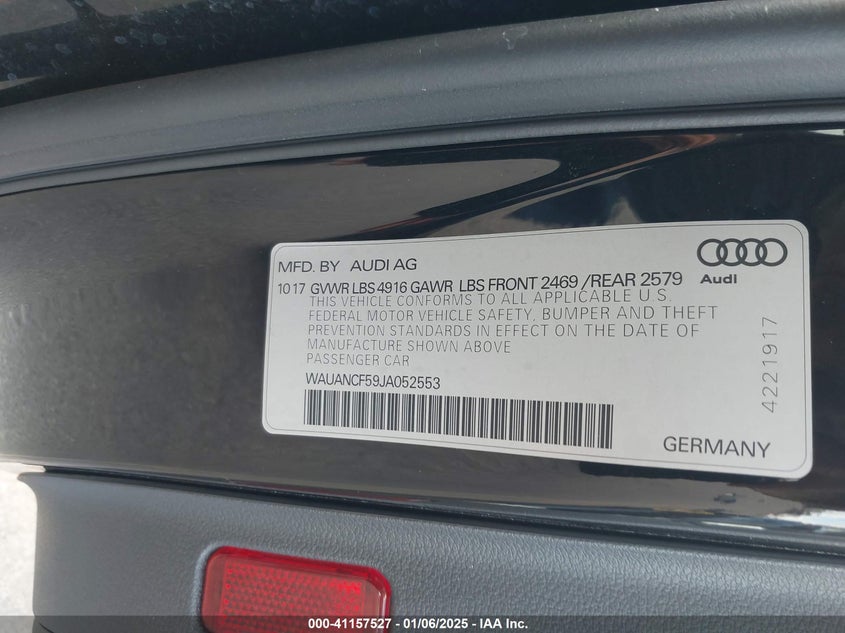 MFD. BY AUDI AG
Audi
10 17 GVWR LBS 4916 GAWR LBS FRONT 2469 /REAR 2579
THIS VEHICLE CONFORMS TO ALL APPLICABLE U.S.
FEDERAL MOTOR VEHICLE SAFETY, BUMPER AND THEFT
PREVENTION STANDARDS IN EFFECT ON THE DATE OF
MANUFACTURE SHOWN ABOVE
PASSENGER CAR
WAUANCF59JA052553
4221917
GERMANY
000-41157527 - 01/06/2025 - IAA Inc.